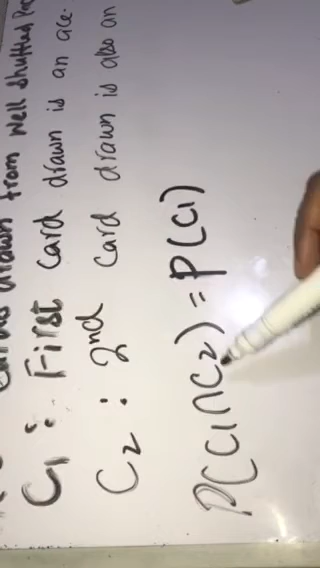 drawn from well shuffled
C1 : First card drawn is an ace.
C2 : 2nd card drawn is also an
P(C1∩C2) = P(C1)